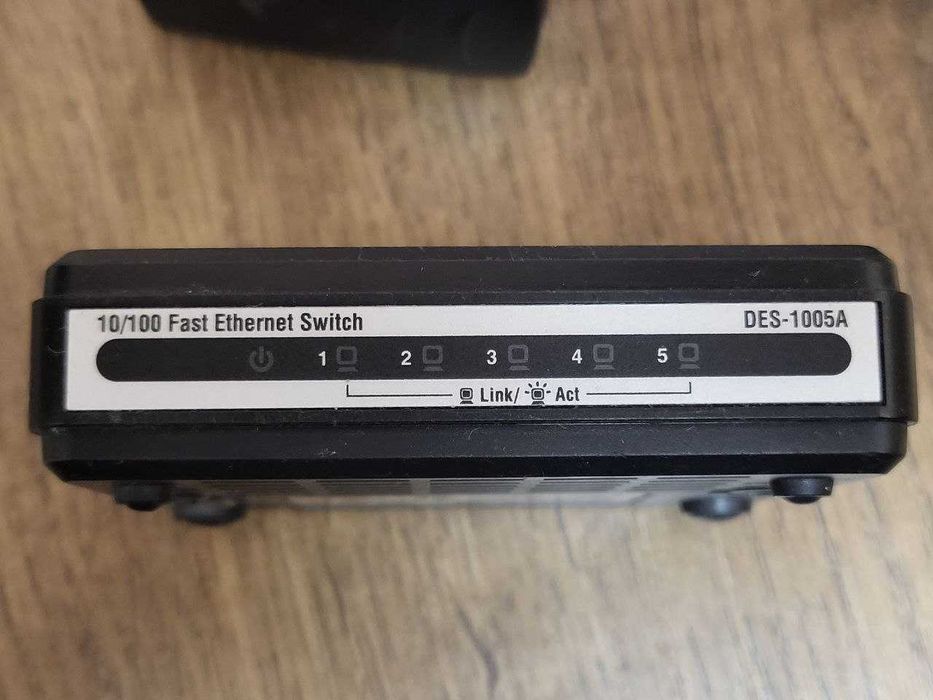 10/100 Fast Ethernet Switch DES-1005A
1 2 3 4 5
Link/ Act